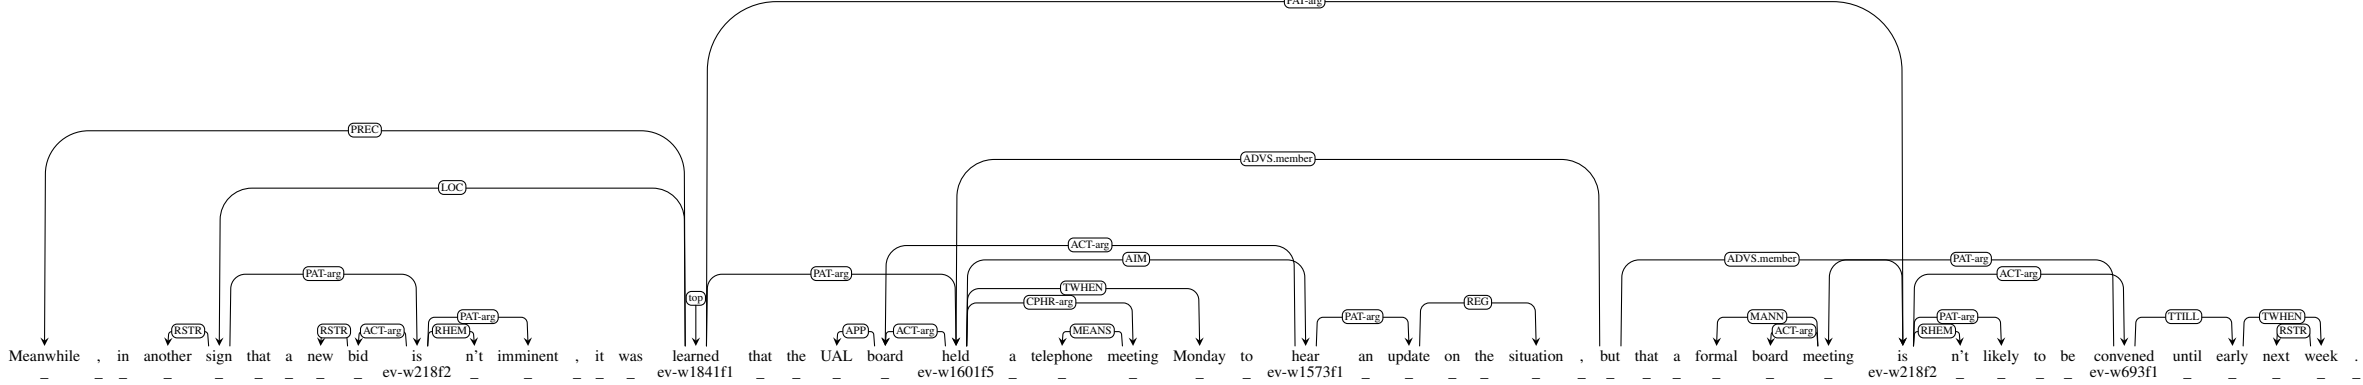 PAT-arg
PREC
ADVS.member
LOC
ACT-arg
AIM ADVS.member PAT-arg
PAT-arg PAT-arg ACT-arg
TWHEN
top CPHR-arg REG
PAT-arg PAT-arg MANN PAT-arg TTILL TWHEN
RSTR RSTR ACT-arg RHEM APP ACT-arg MEANS ACT-arg RHEM RSTR
Meanwhile , in another sign that a new bid is n't imminent , it was learned that the UAL board held a telephone meeting Monday to hear an update on the situation , but that a formal board meeting is n't likely to be convened until early next week .
_ _ _ _ _ _ _ _ _ ev-w218f2 _ _ _ _ _ ev-w1841f1 _ _ _ _ ev-w1601f5 _ _ _ _ _ ev-w1573f1 _ _ _ _ _ _ _ _ _ _ _ _ ev-w218f2 _ _ _ _ ev-w693f1 _ _ _ _ _